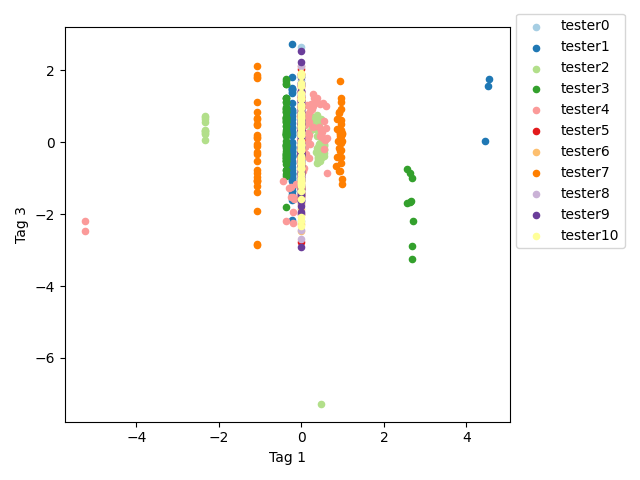 tester0
tester1
tester2
tester3
tester4
tester5
tester6
tester7
tester8
tester9
tester10
2
0
−2
−4
−6
Tag 3
−4
−2
0
2
4
Tag 1